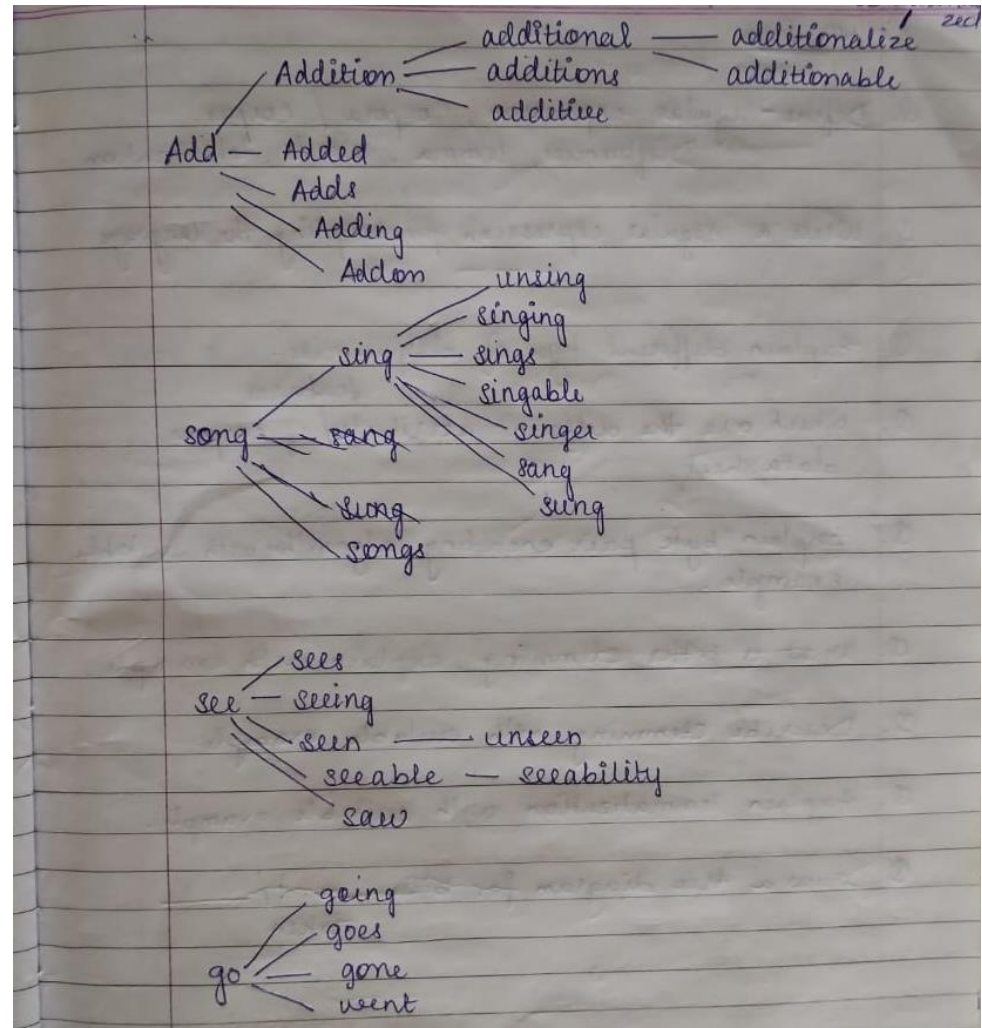 zed
additional — additionalize
Addition — additions additionable
additive
Add — Added
Adds
Adding
Addon
unsing
singing
sing — sings
singable
song — sang singer
sang
sung sung
songs
sees
see — seeing
seen — unseen
seeable — seeability
saw
going
goes
go — gone
went